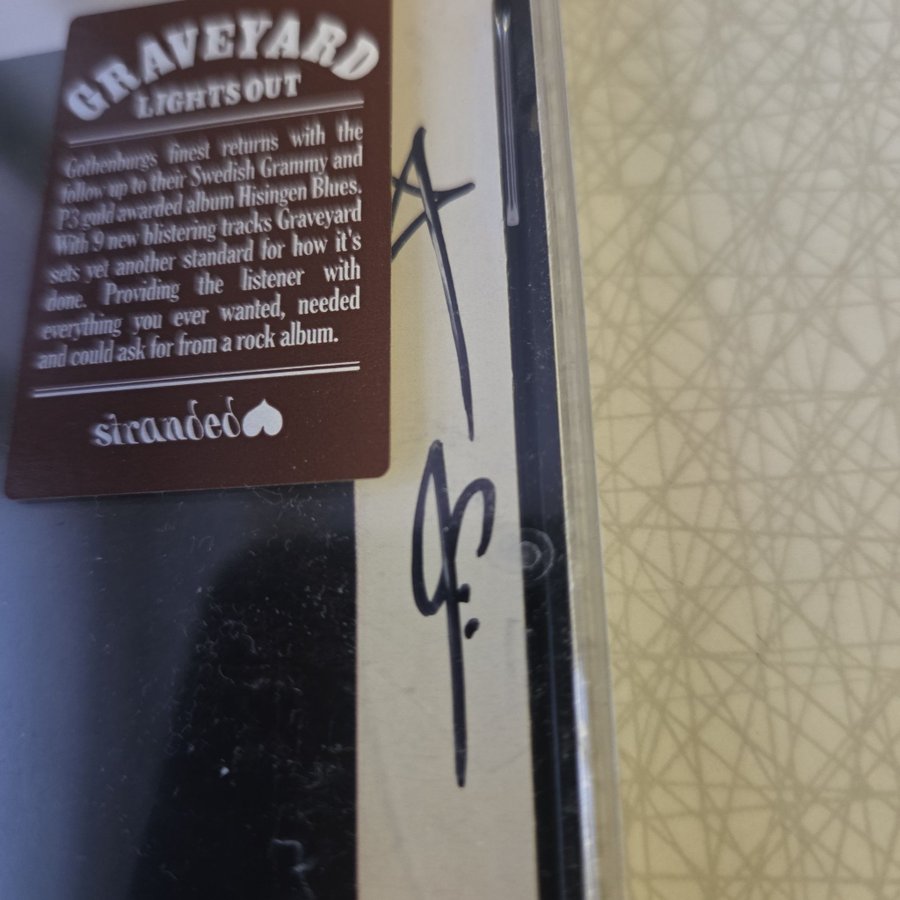 GRAVEYARD
LIGHTS OUT
Gothenburgs finest returns with the
follow up to their Swedish Grammy and
P3 guld awarded album Hisingen Blues.
With 9 new blistering tracks Graveyard
sets yet another standard for how it's
done. Providing the listener with
everything you ever wanted, needed
and could ask for from a rock album.
stranded